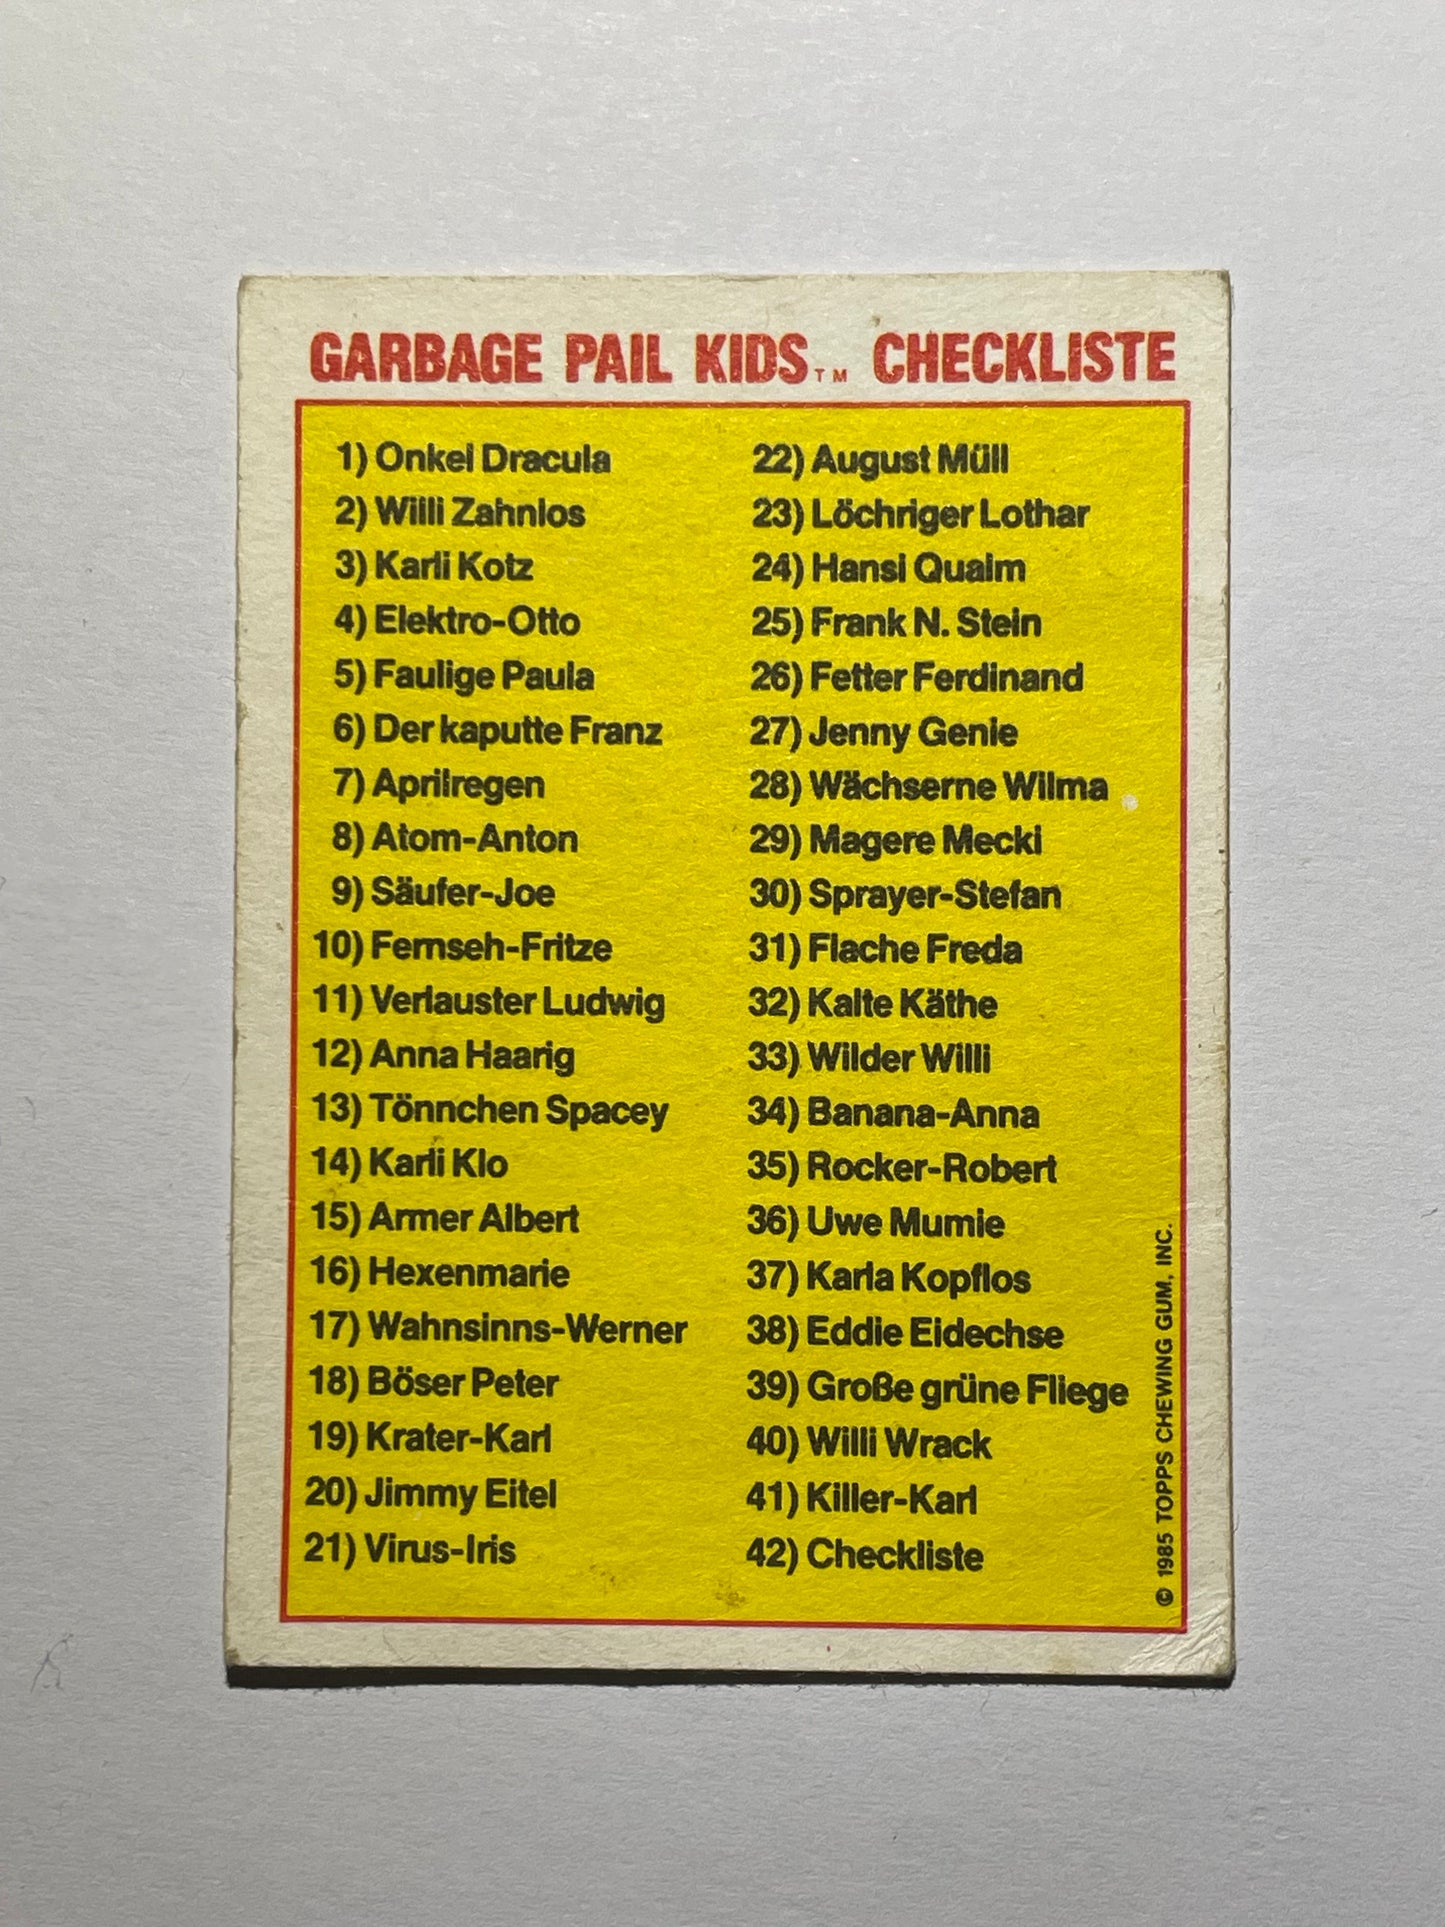 GARBAGE PAIL KIDS™ CHECKLISTE
1) Onkel Dracula
2) Willi Zahnlos
3) Karli Kotz
4) Elektro-Otto
5) Faulige Paula
6) Der kaputte Franz
7) Aprilregen
8) Atom-Anton
9) Säufer-Joe
10) Fernseh-Fritze
11) Verlauster Ludwig
12) Anna Haarig
13) Tönnchen Spacey
14) Karli Klo
15) Armer Albert
16) Hexenmarie
17) Wahnsinns-Werner
18) Böser Peter
19) Krater-Karl
20) Jimmy Eitel
21) Virus-Iris
22) August Müll
23) Löchriger Lothar
24) Hansi Qualm
25) Frank N. Stein
26) Fetter Ferdinand
27) Jenny Genie
28) Wächserne Wilma
29) Magere Mecki
30) Sprayer-Stefan
31) Flache Freda
32) Kalte Käthe
33) Wilder Willi
34) Banana-Anna
35) Rocker-Robert
36) Uwe Mumie
37) Karla Kopflos
38) Eddie Eidechse
39) Große grüne Fliege
40) Willi Wrack
41) Killer-Karl
42) Checkliste
© 1985 TOPPS CHEWING GUM, INC.